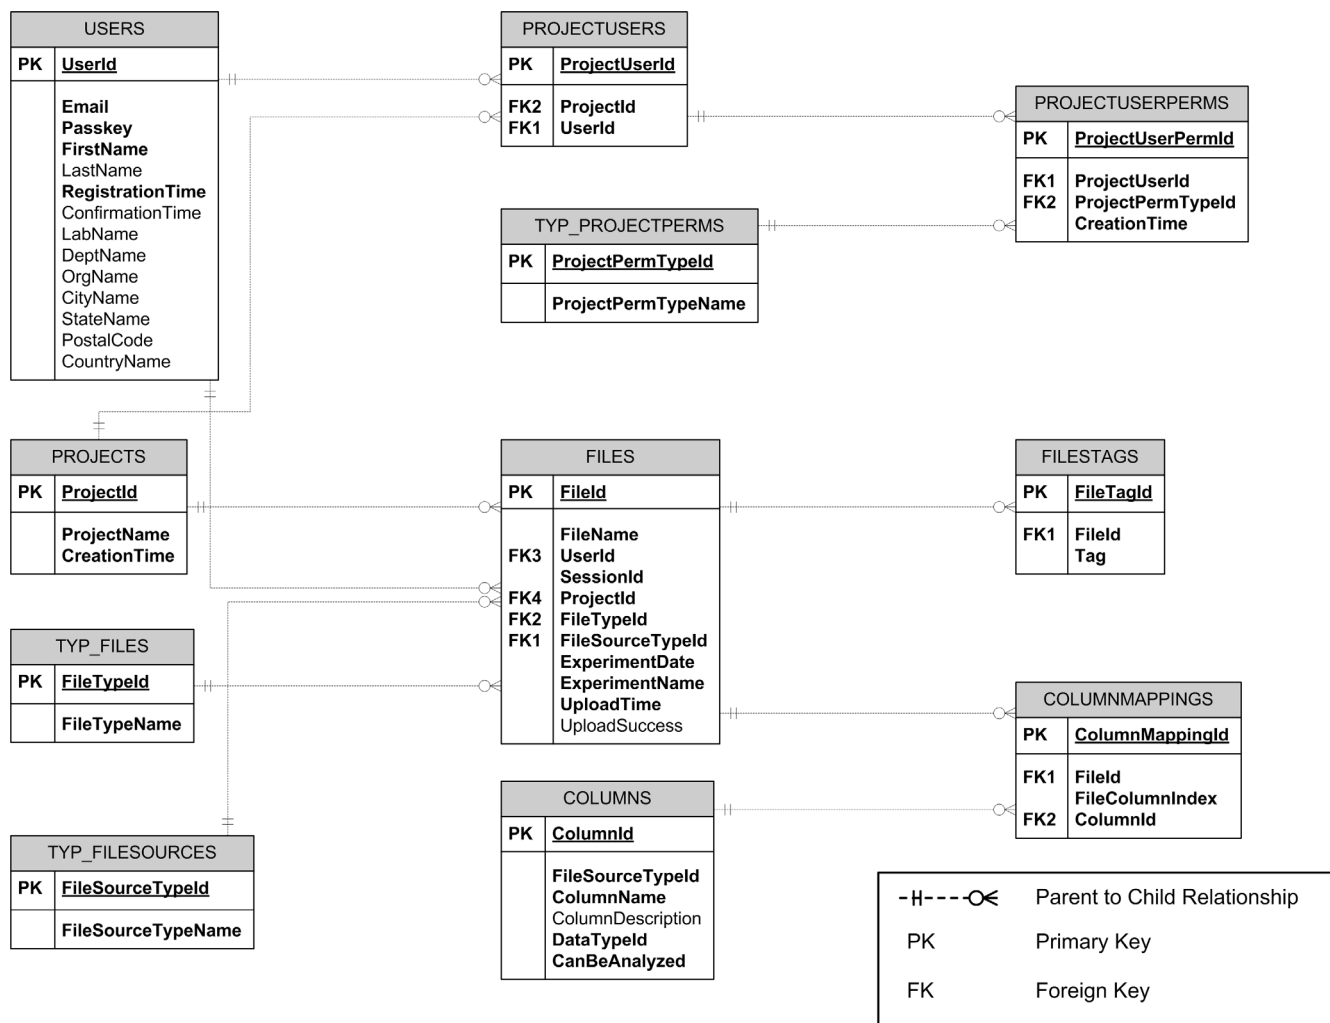 USERS
PK UserId
Email
Passkey
FirstName
LastName
RegistrationTime
ConfirmationTime
LabName
DeptName
OrgName
CityName
StateName
PostalCode
CountryName
PROJECTUSERS
PK ProjectUserId
FK2 ProjectId
FK1 UserId
PROJECTUSERPERMS
PK ProjectUserPermId
FK1 ProjectUserId
FK2 ProjectPermTypeId
CreationTime
TYP_PROJECTPERMS
PK ProjectPermTypeId
ProjectPermTypeName
PROJECTS
PK ProjectId
ProjectName
CreationTime
FILES
PK FileId
FileName
FK3 UserId
SessionId
FK4 ProjectId
FK2 FileTypeId
FK1 FileSourceTypeId
ExperimentDate
ExperimentName
UploadTime
UploadSuccess
FILESTAGS
PK FileTagId
FK1 FileId
Tag
TYP_FILES
PK FileTypeId
FileTypeName
COLUMNMAPPINGS
PK ColumnMappingId
FK1 FileId
FileColumnIndex
FK2 ColumnId
COLUMNS
PK ColumnId
FileSourceTypeId
ColumnName
ColumnDescription
DataTypeId
CanBeAnalyzed
TYP_FILESOURCES
PK FileSourceTypeId
FileSourceTypeName
Parent to Child Relationship
PK Primary Key
FK Foreign Key